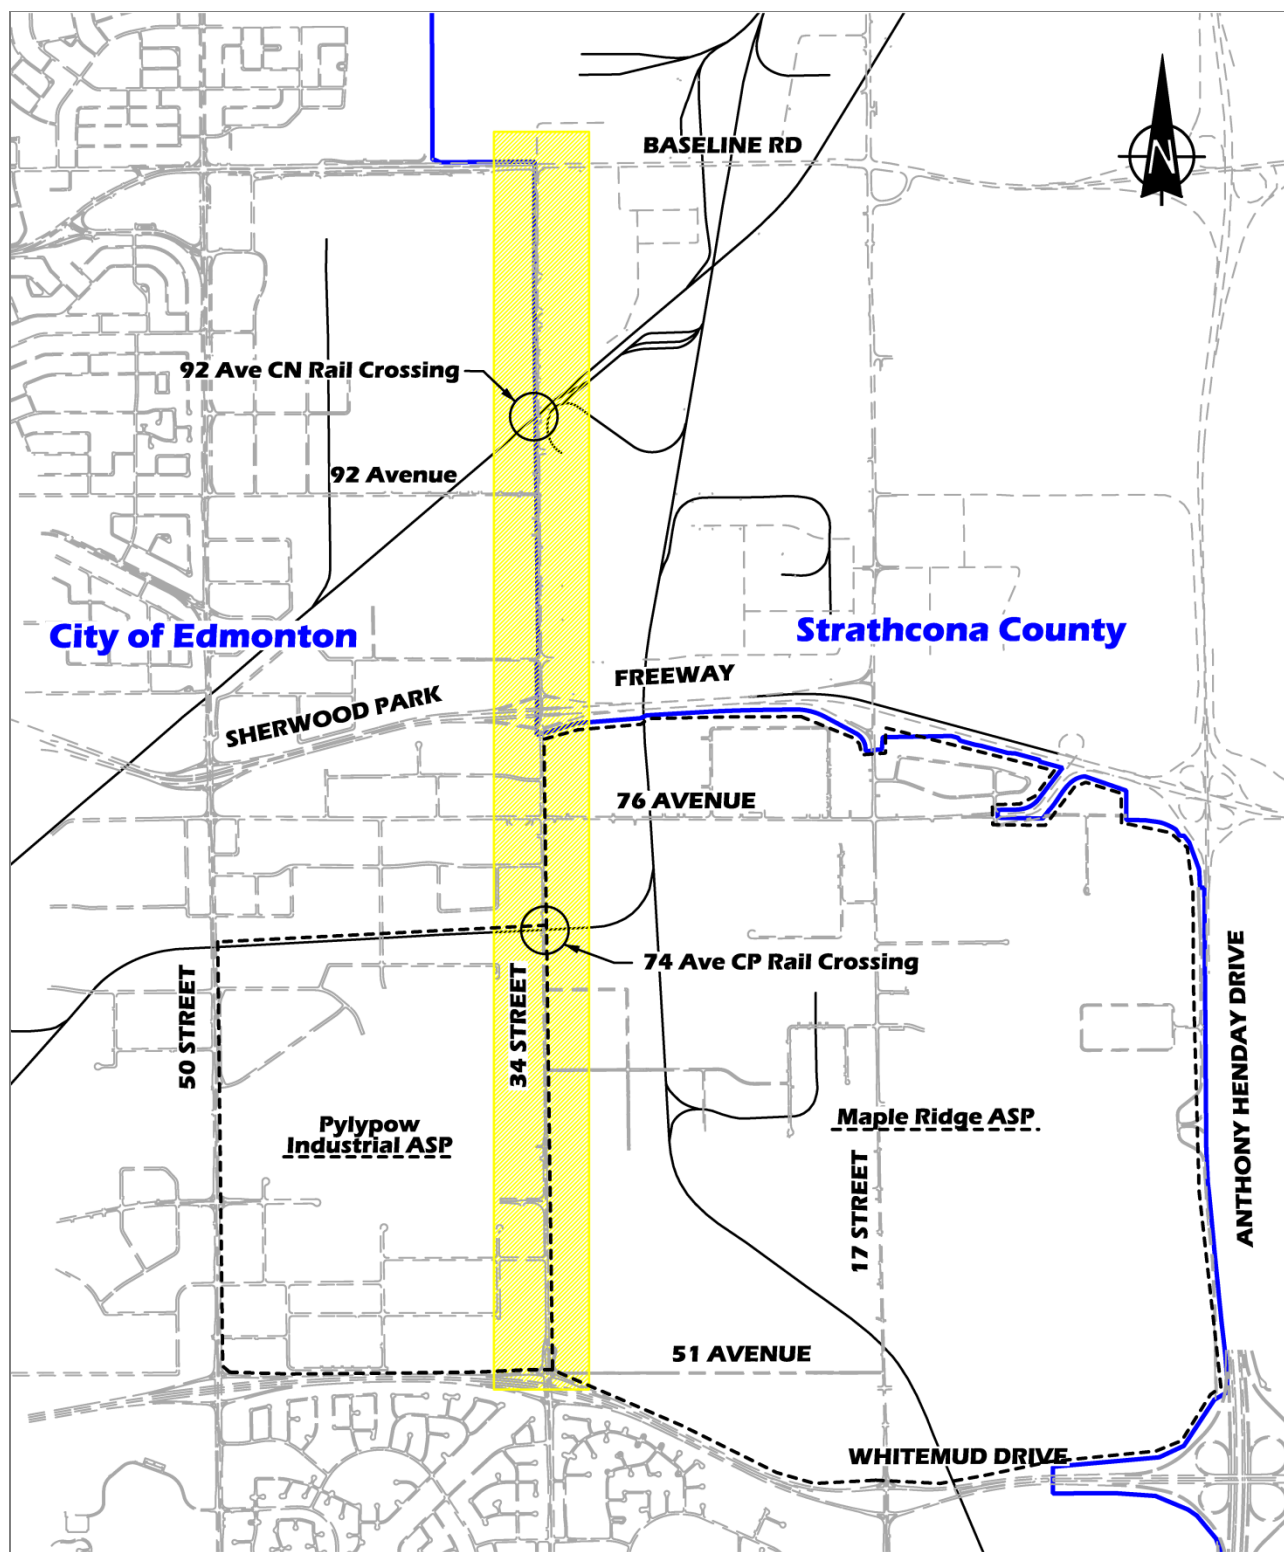 BASELINE RD
N
92 Ave CN Rail Crossing
92 Avenue
City of Edmonton
Strathcona County
FREEWAY
SHERWOOD PARK
76 AVENUE
74 Ave CP Rail Crossing
50 STREET
34 STREET
ANTHONY HENDAY DRIVE
Pylypow
Industrial ASP
Maple Ridge ASP
17 STREET
51 AVENUE
WHITEMUD DRIVE